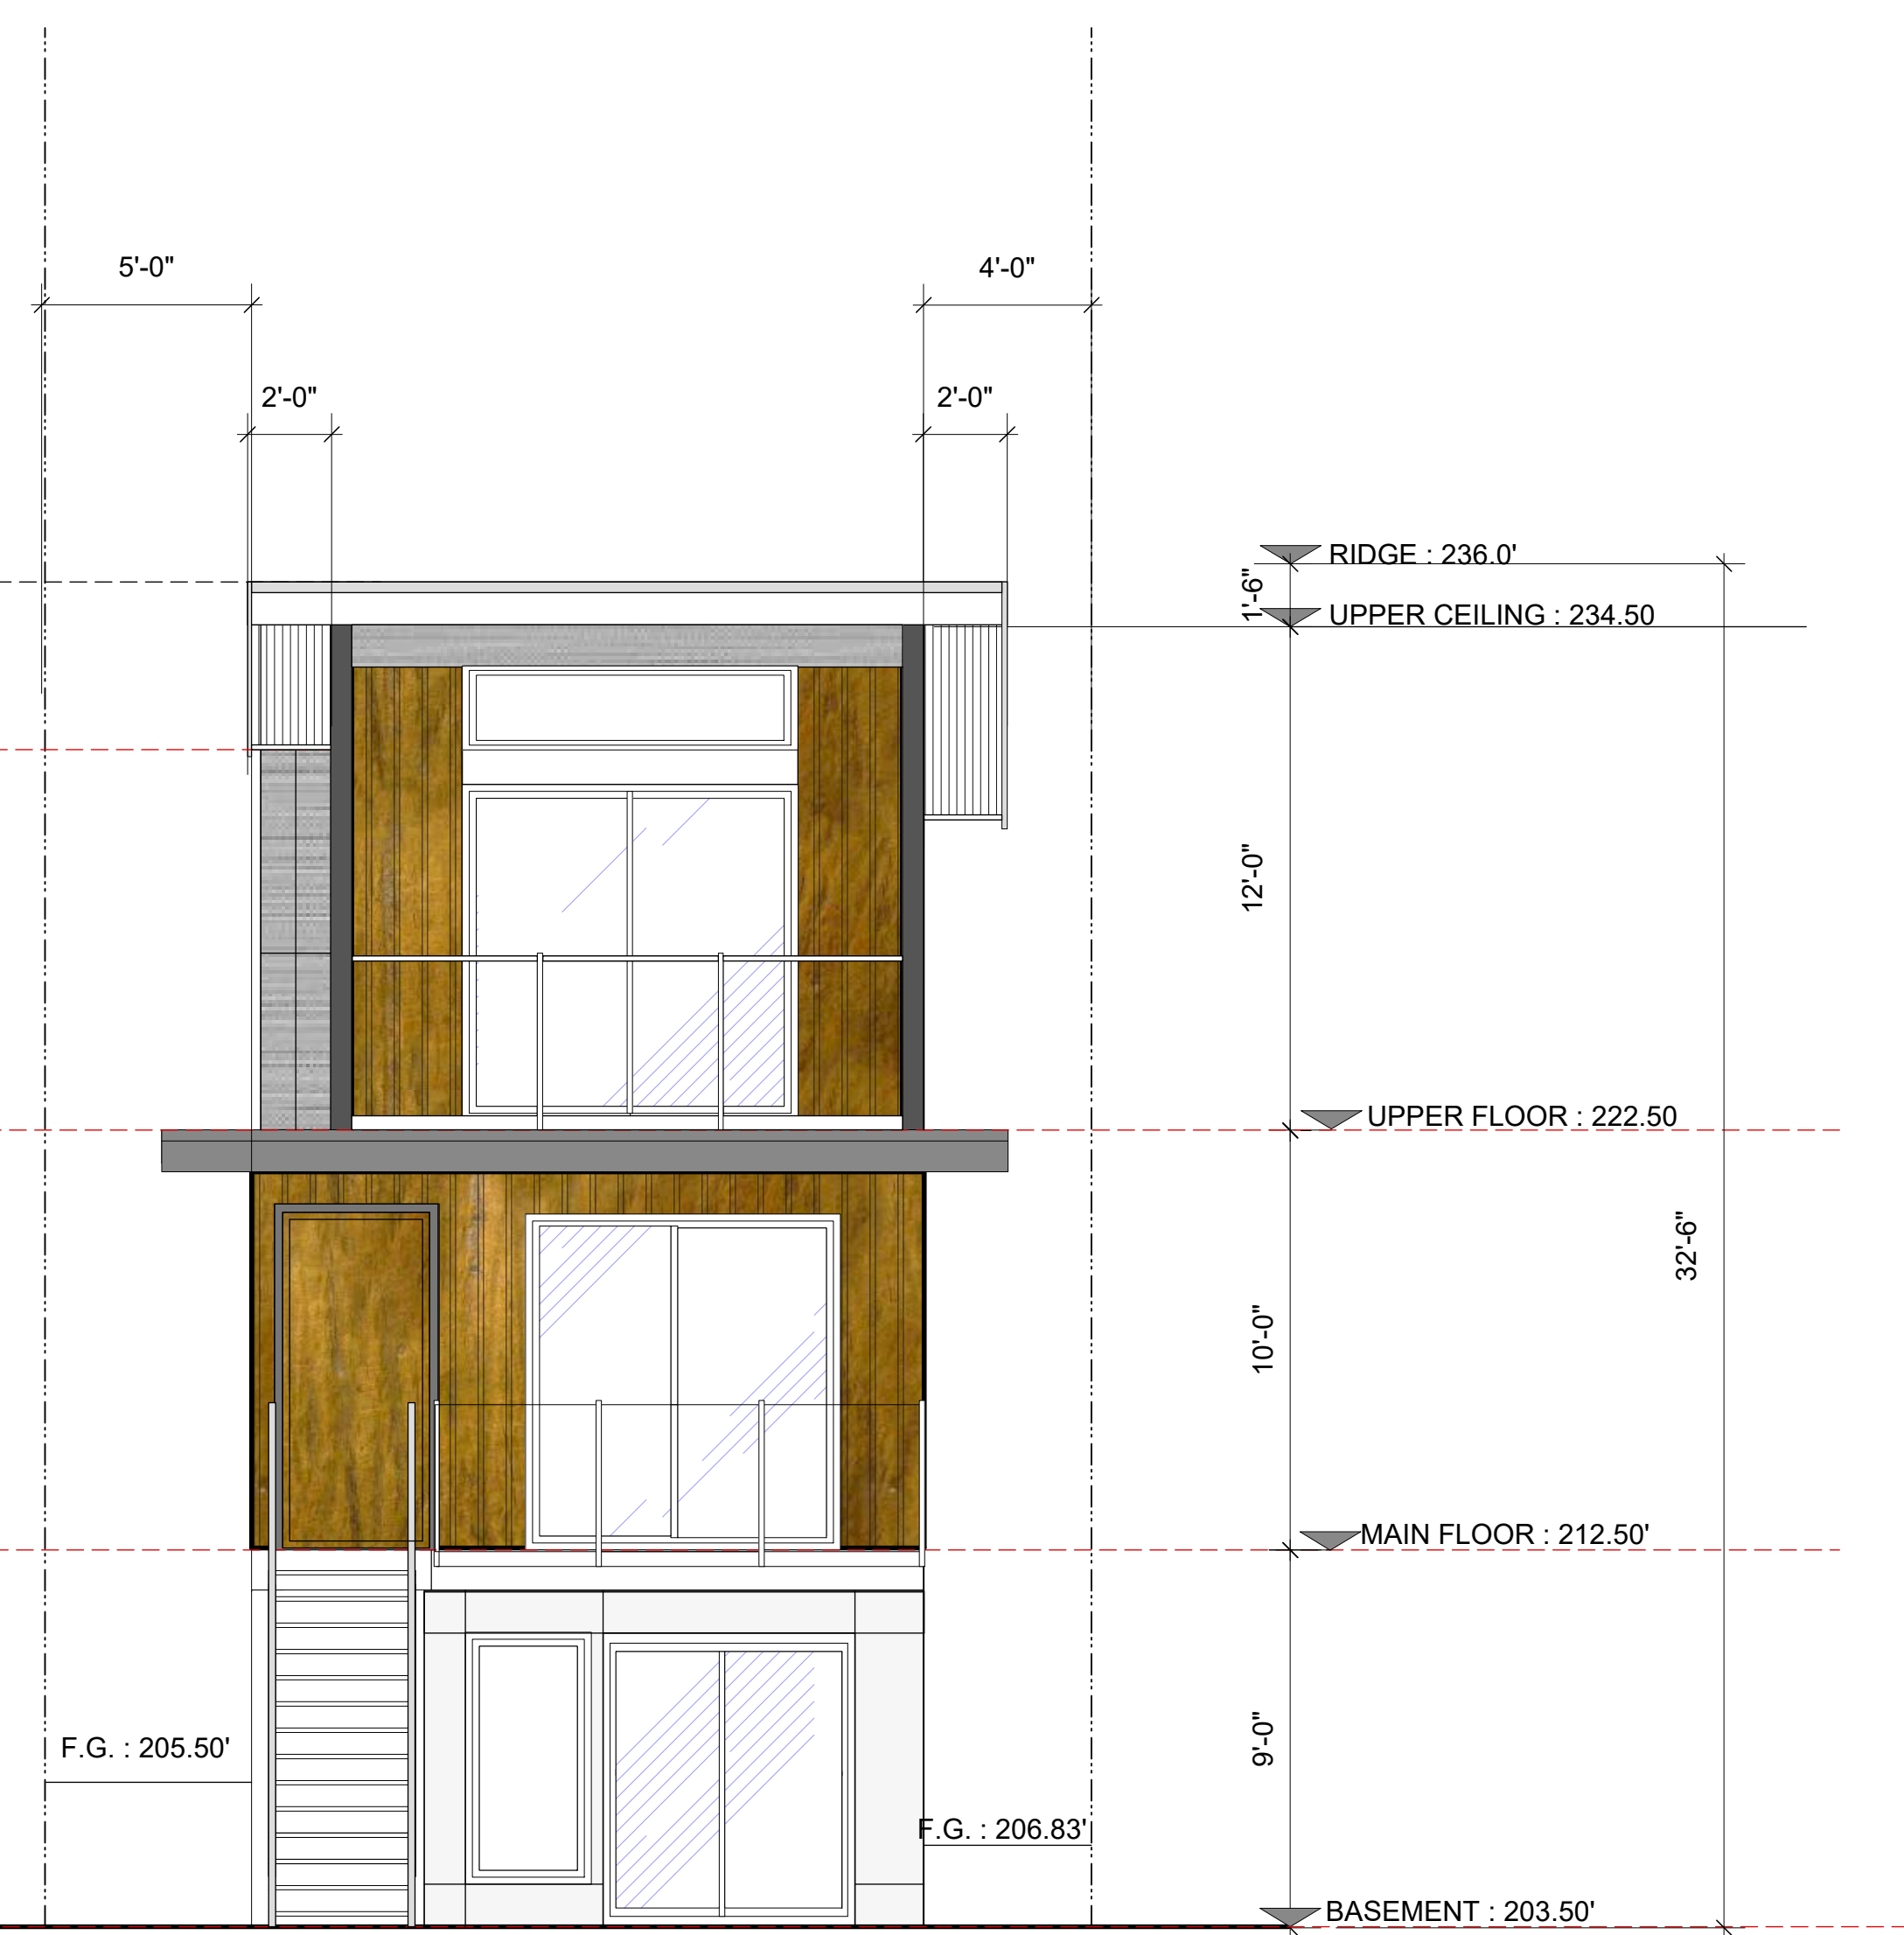 5'-0"
4'-0"
2'-0"
2'-0"
RIDGE : 236.0'
1'-6"
UPPER CEILING : 234.50
12'-0"
UPPER FLOOR : 222.50
32'-6"
10'-0"
MAIN FLOOR : 212.50'
9'-0"
F.G. : 205.50'
F.G. : 206.83'
BASEMENT : 203.50'